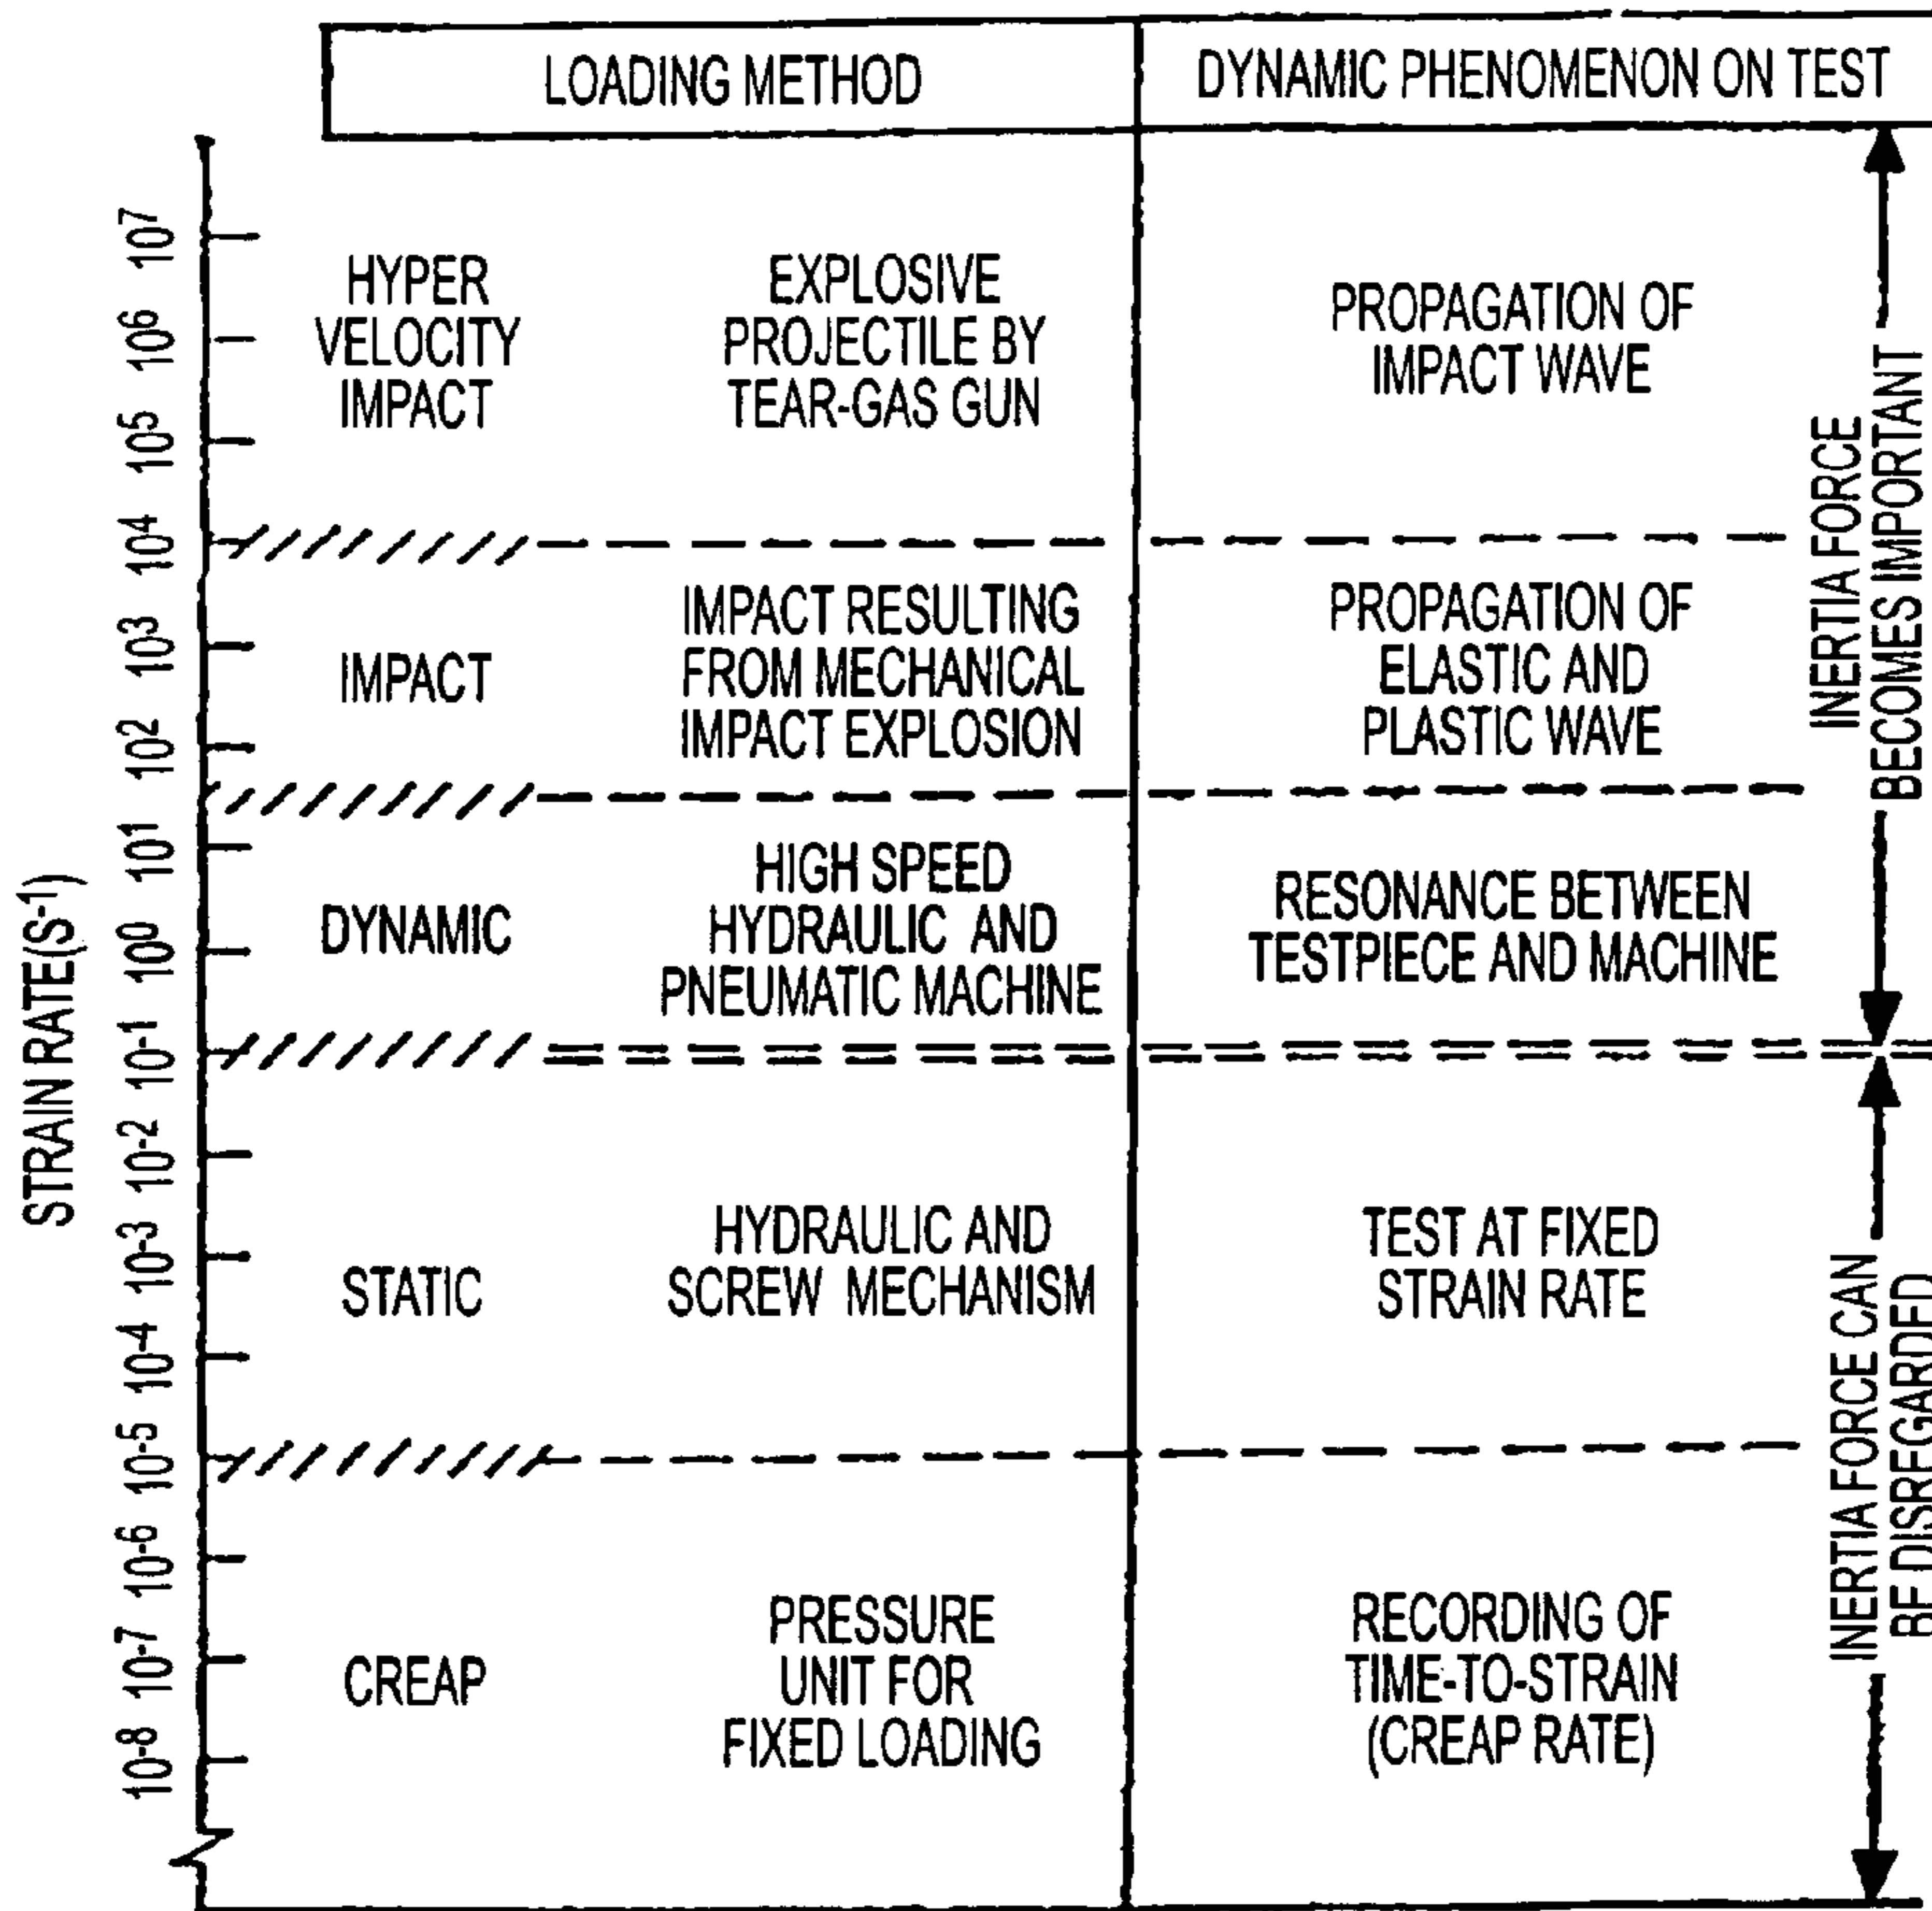 LOADING METHOD
DYNAMIC PHENOMENON ON TEST
STRAIN RATE(S-1)
10⁷
10⁶
10⁵
10⁴
10³
10²
10¹
10⁰
10-1
10-2
10-3
10-4
10-5
10-6
10-7
10-8
HYPER
VELOCITY
IMPACT
EXPLOSIVE
PROJECTILE BY
TEAR-GAS GUN
PROPAGATION OF
IMPACT WAVE
IMPACT
IMPACT RESULTING
FROM MECHANICAL
IMPACT EXPLOSION
PROPAGATION OF
ELASTIC AND
PLASTIC WAVE
DYNAMIC
HIGH SPEED
HYDRAULIC AND
PNEUMATIC MACHINE
RESONANCE BETWEEN
TESTPIECE AND MACHINE
STATIC
HYDRAULIC AND
SCREW MECHANISM
TEST AT FIXED
STRAIN RATE
CREAP
PRESSURE
UNIT FOR
FIXED LOADING
RECORDING OF
TIME-TO-STRAIN
(CREAP RATE)
INERTIA FORCE
BECOMES IMPORTANT
INERTIA FORCE CAN
BE DISREGARDED